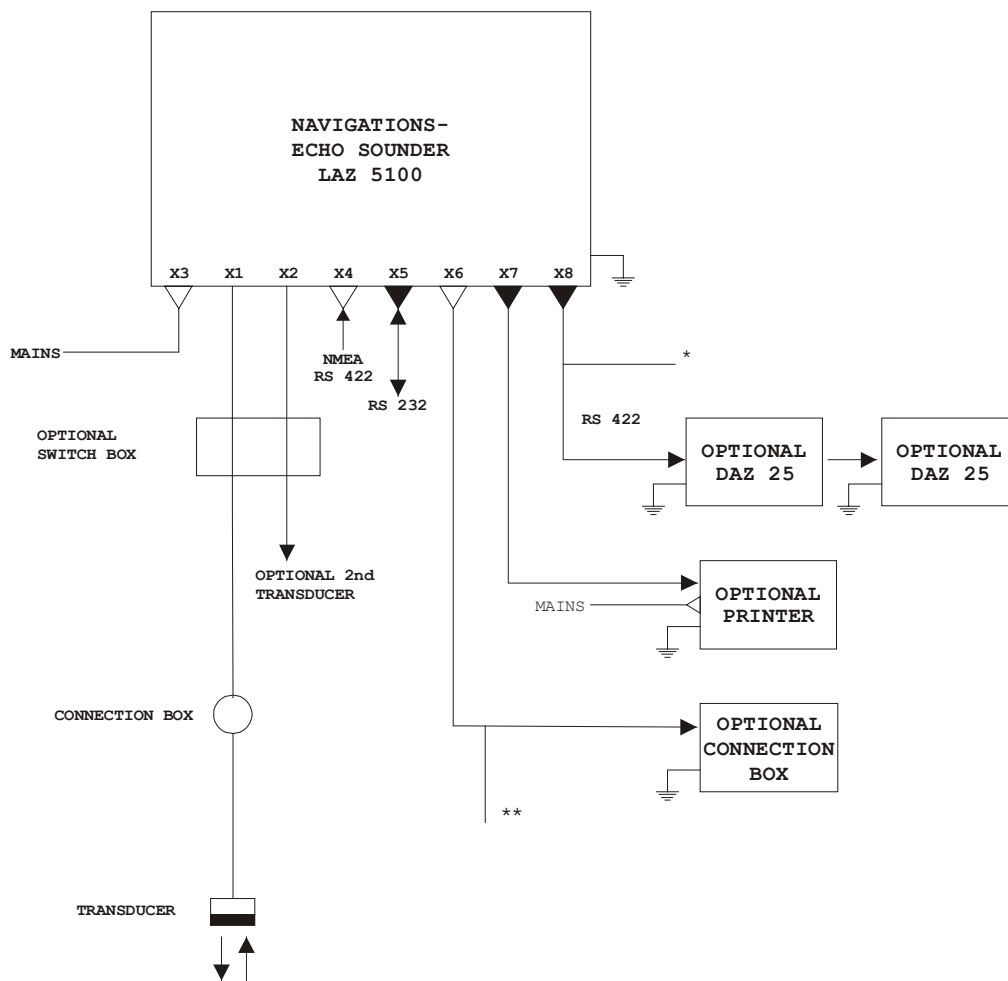 NAVIGATIONS-
ECHO SOUNDER
LAZ 5100
X3 X1 X2 X4 X5 X6 X7 X8
MAINS
NMEA
RS 422
*
RS 232
RS 422
OPTIONAL
SWITCH BOX
OPTIONAL
DAZ 25
OPTIONAL
DAZ 25
OPTIONAL 2nd
TRANSDUCER
MAINS
OPTIONAL
PRINTER
CONNECTION BOX
OPTIONAL
CONNECTION
BOX
**
TRANSDUCER